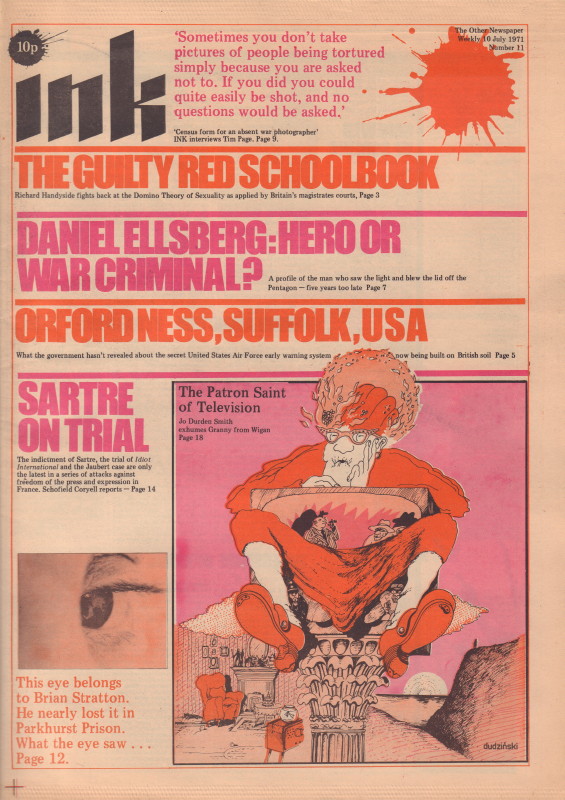 10p
ink
'Sometimes you don't take
pictures of people being tortured
simply because you are asked
not to. If you did you could
quite easily be shot, and no
questions would be asked.'
'Census form for an absent war photographer'
INK interviews Tim Page. Page 9.
The Other Newspaper
Weekly 10 July 1971
Number 11
THE GUILTY RED SCHOOLBOOK
Richard Handyside fights back at the Domino Theory of Sexuality as applied by Britain's magistrates courts, Page 3
DANIEL ELLSBERG: HERO OR
WAR CRIMINAL?
A profile of the man who saw the light and blew the lid off the
Pentagon — five years too late Page 7
ORFORD NESS, SUFFOLK, USA
What the government hasn't revealed about the secret United States Air Force early warning system now being built on British soil Page 5
SARTRE
ON TRIAL
The indictment of Sartre, the trial of Idiot
International and the Jaubert case are only
the latest in a series of attacks against
freedom of the press and expression in
France. Schofield Coryell reports — Page 14
The Patron Saint
of Television
Jo Durden Smith
exhumes Granny from Wigan
Page 18
This eye belongs
to Brian Stratton.
He nearly lost it in
Parkhurst Prison.
What the eye saw . . .
Page 12.
dudziński